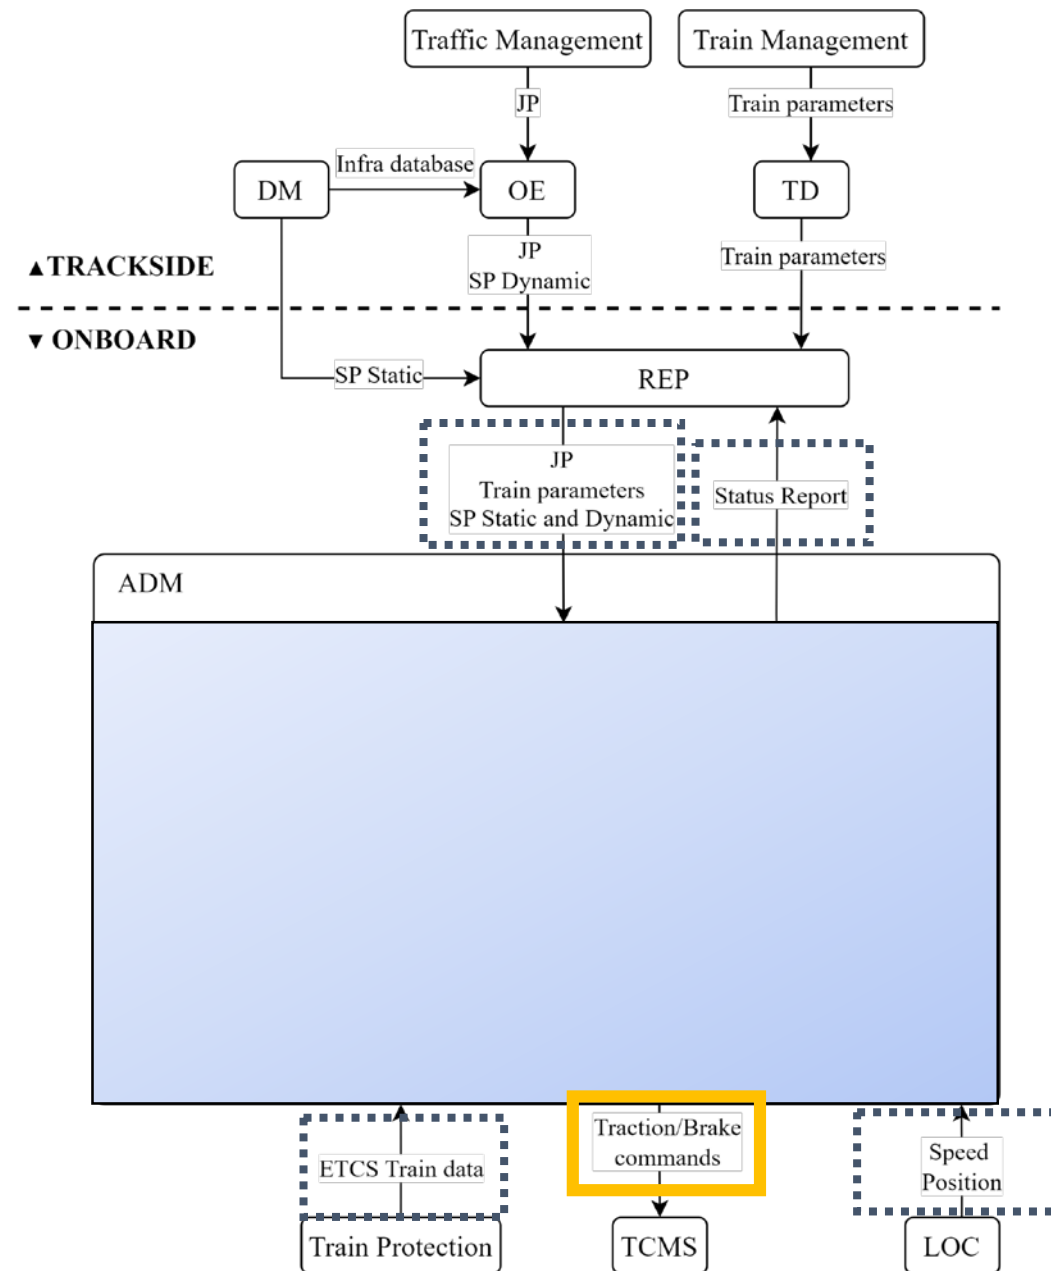 Traffic Management
Train Management
JP
Train parameters
Infra database
DM
OE
TD
JP
SP Dynamic
Train parameters
▲TRACKSIDE
▼ ONBOARD
SP Static
REP
JP
Train parameters
SP Static and Dynamic
Status Report
ADM
Traction/Brake
commands
ETCS Train data
Speed
Position
Train Protection
TCMS
LOC